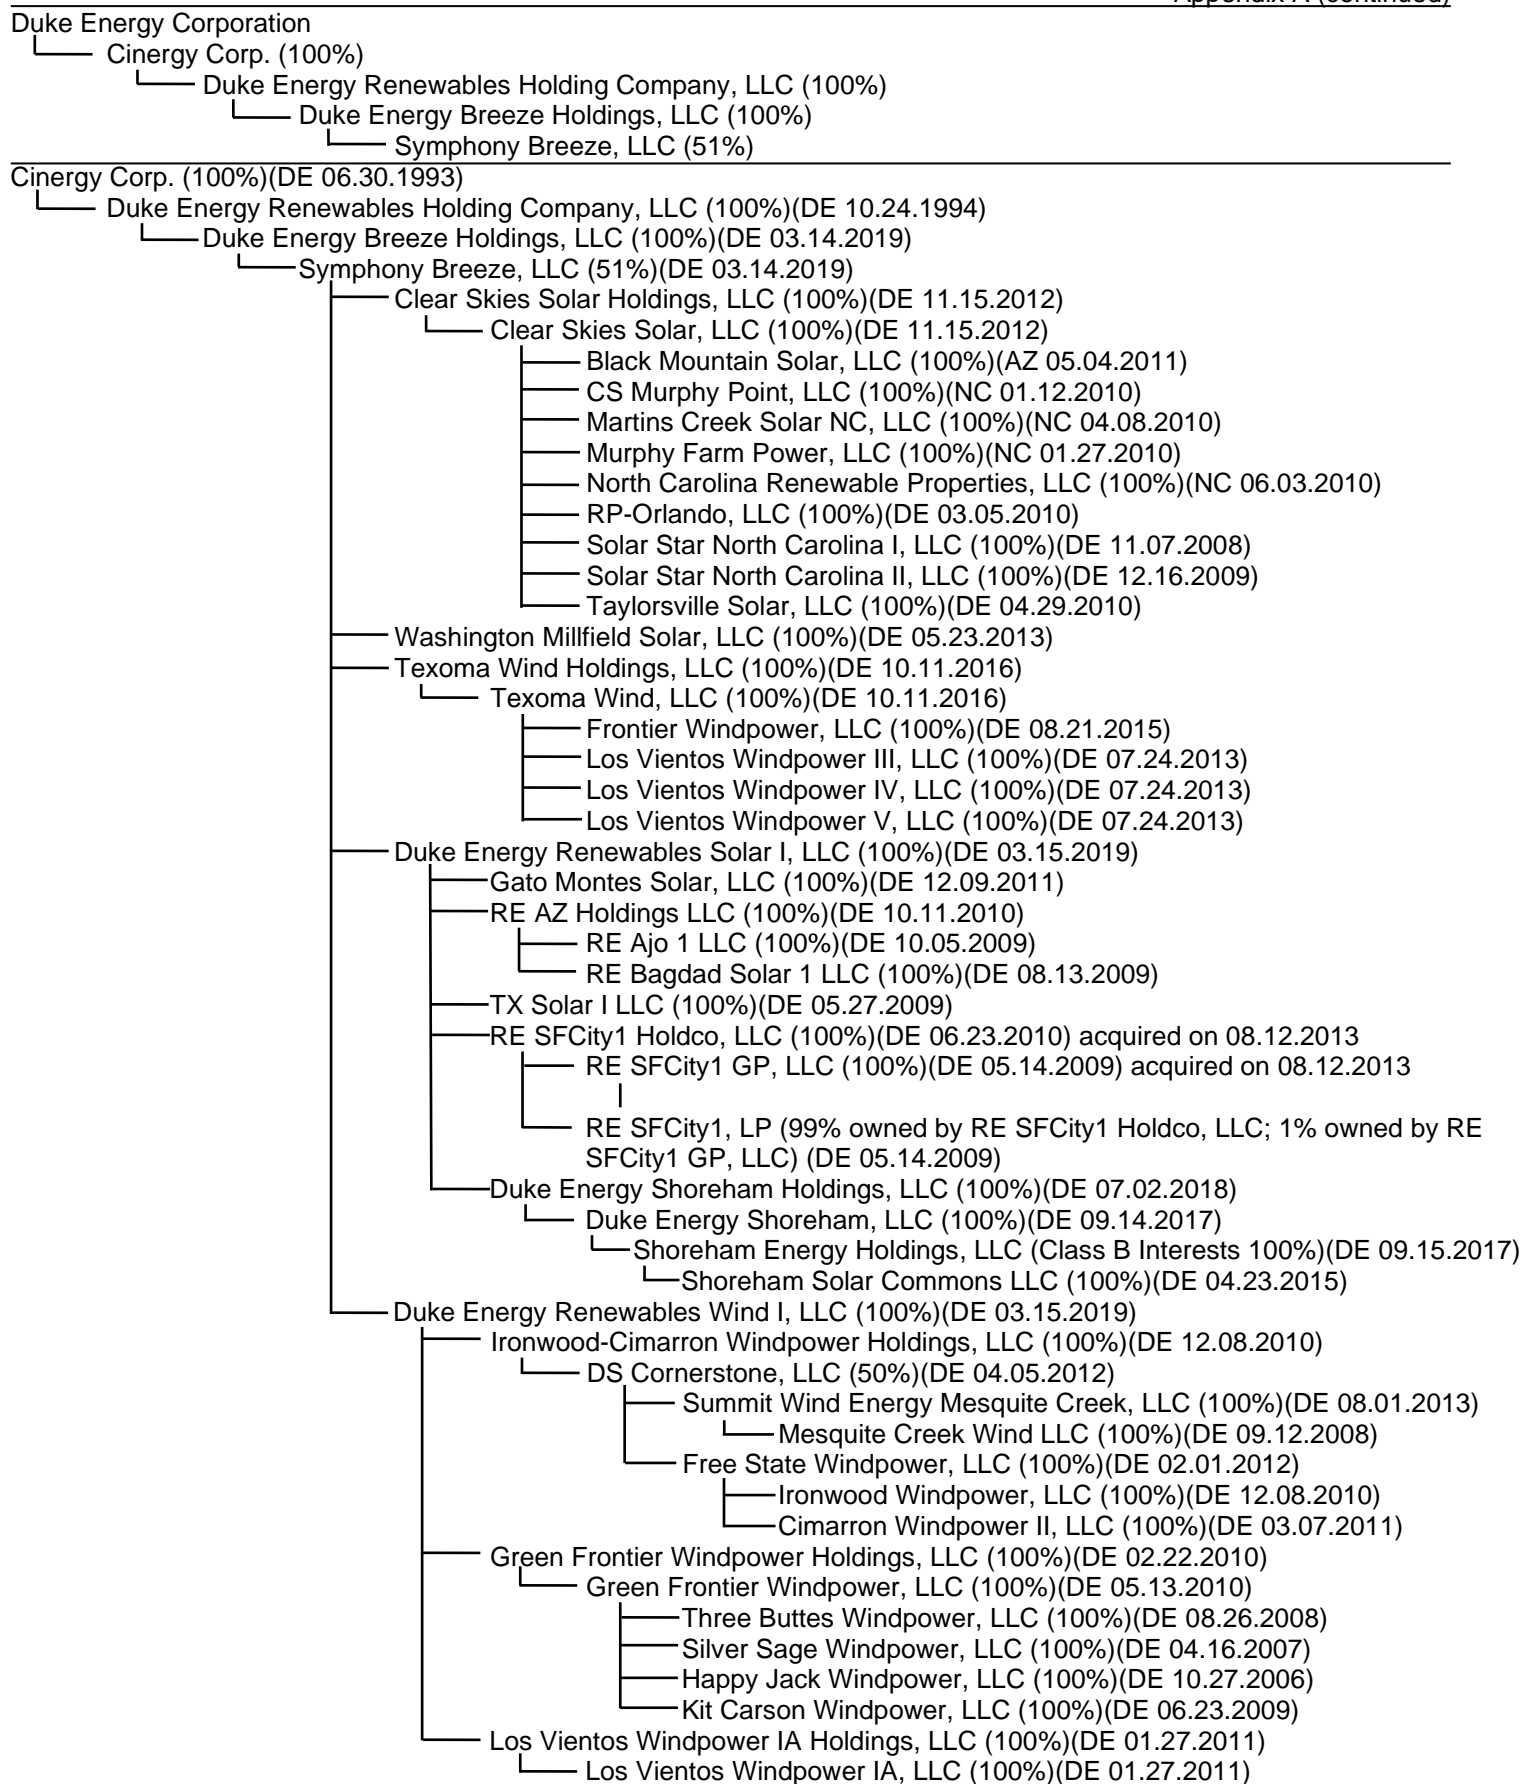 Appendix A (continued)
Duke Energy Corporation
Cinergy Corp. (100%)
Duke Energy Renewables Holding Company, LLC (100%)
Duke Energy Breeze Holdings, LLC (100%)
Symphony Breeze, LLC (51%)
Cinergy Corp. (100%)(DE 06.30.1993)
Duke Energy Renewables Holding Company, LLC (100%)(DE 10.24.1994)
Duke Energy Breeze Holdings, LLC (100%)(DE 03.14.2019)
Symphony Breeze, LLC (51%)(DE 03.14.2019)
Clear Skies Solar Holdings, LLC (100%)(DE 11.15.2012)
Clear Skies Solar, LLC (100%)(DE 11.15.2012)
Black Mountain Solar, LLC (100%)(AZ 05.04.2011)
CS Murphy Point, LLC (100%)(NC 01.12.2010)
Martins Creek Solar NC, LLC (100%)(NC 04.08.2010)
Murphy Farm Power, LLC (100%)(NC 01.27.2010)
North Carolina Renewable Properties, LLC (100%)(NC 06.03.2010)
RP-Orlando, LLC (100%)(DE 03.05.2010)
Solar Star North Carolina I, LLC (100%)(DE 11.07.2008)
Solar Star North Carolina II, LLC (100%)(DE 12.16.2009)
Taylorsville Solar, LLC (100%)(DE 04.29.2010)
Washington Millfield Solar, LLC (100%)(DE 05.23.2013)
Texoma Wind Holdings, LLC (100%)(DE 10.11.2016)
Texoma Wind, LLC (100%)(DE 10.11.2016)
Frontier Windpower, LLC (100%)(DE 08.21.2015)
Los Vientos Windpower III, LLC (100%)(DE 07.24.2013)
Los Vientos Windpower IV, LLC (100%)(DE 07.24.2013)
Los Vientos Windpower V, LLC (100%)(DE 07.24.2013)
Duke Energy Renewables Solar I, LLC (100%)(DE 03.15.2019)
Gato Montes Solar, LLC (100%)(DE 12.09.2011)
RE AZ Holdings LLC (100%)(DE 10.11.2010)
RE Ajo 1 LLC (100%)(DE 10.05.2009)
RE Bagdad Solar 1 LLC (100%)(DE 08.13.2009)
TX Solar I LLC (100%)(DE 05.27.2009)
RE SFCity1 Holdco, LLC (100%)(DE 06.23.2010) acquired on 08.12.2013
RE SFCity1 GP, LLC (100%)(DE 05.14.2009) acquired on 08.12.2013
RE SFCity1, LP (99% owned by RE SFCity1 Holdco, LLC; 1% owned by RE
SFCity1 GP, LLC) (DE 05.14.2009)
Duke Energy Shoreham Holdings, LLC (100%)(DE 07.02.2018)
Duke Energy Shoreham, LLC (100%)(DE 09.14.2017)
Shoreham Energy Holdings, LLC (Class B Interests 100%)(DE 09.15.2017)
Shoreham Solar Commons LLC (100%)(DE 04.23.2015)
Duke Energy Renewables Wind I, LLC (100%)(DE 03.15.2019)
Ironwood-Cimarron Windpower Holdings, LLC (100%)(DE 12.08.2010)
DS Cornerstone, LLC (50%)(DE 04.05.2012)
Summit Wind Energy Mesquite Creek, LLC (100%)(DE 08.01.2013)
Mesquite Creek Wind LLC (100%)(DE 09.12.2008)
Free State Windpower, LLC (100%)(DE 02.01.2012)
Ironwood Windpower, LLC (100%)(DE 12.08.2010)
Cimarron Windpower II, LLC (100%)(DE 03.07.2011)
Green Frontier Windpower Holdings, LLC (100%)(DE 02.22.2010)
Green Frontier Windpower, LLC (100%)(DE 05.13.2010)
Three Buttes Windpower, LLC (100%)(DE 08.26.2008)
Silver Sage Windpower, LLC (100%)(DE 04.16.2007)
Happy Jack Windpower, LLC (100%)(DE 10.27.2006)
Kit Carson Windpower, LLC (100%)(DE 06.23.2009)
Los Vientos Windpower IA Holdings, LLC (100%)(DE 01.27.2011)
Los Vientos Windpower IA, LLC (100%)(DE 01.27.2011)